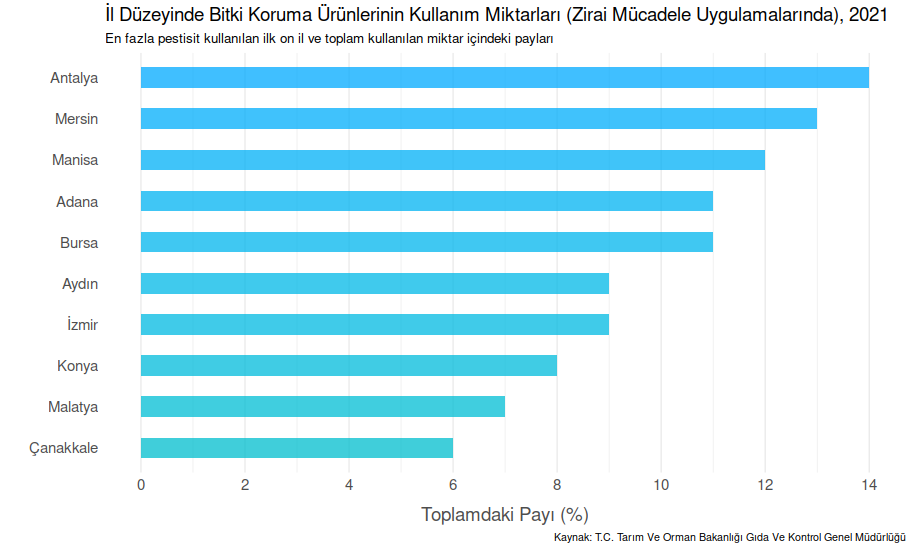 İl Düzeyinde Bitki Koruma Ürünlerinin Kullanım Miktarları (Zirai Mücadele Uygulamalarında), 2021
En fazla pestisit kullanılan ilk on il ve toplam kullanılan miktar içindeki payları
Antalya
Mersin
Manisa
Adana
Bursa
Aydın
İzmir
Konya
Malatya
Çanakkale
0 2 4 6 8 10 12 14
Toplamdaki Payı (%)
Kaynak: T.C. Tarım Ve Orman Bakanlığı Gıda Ve Kontrol Genel Müdürlüğü